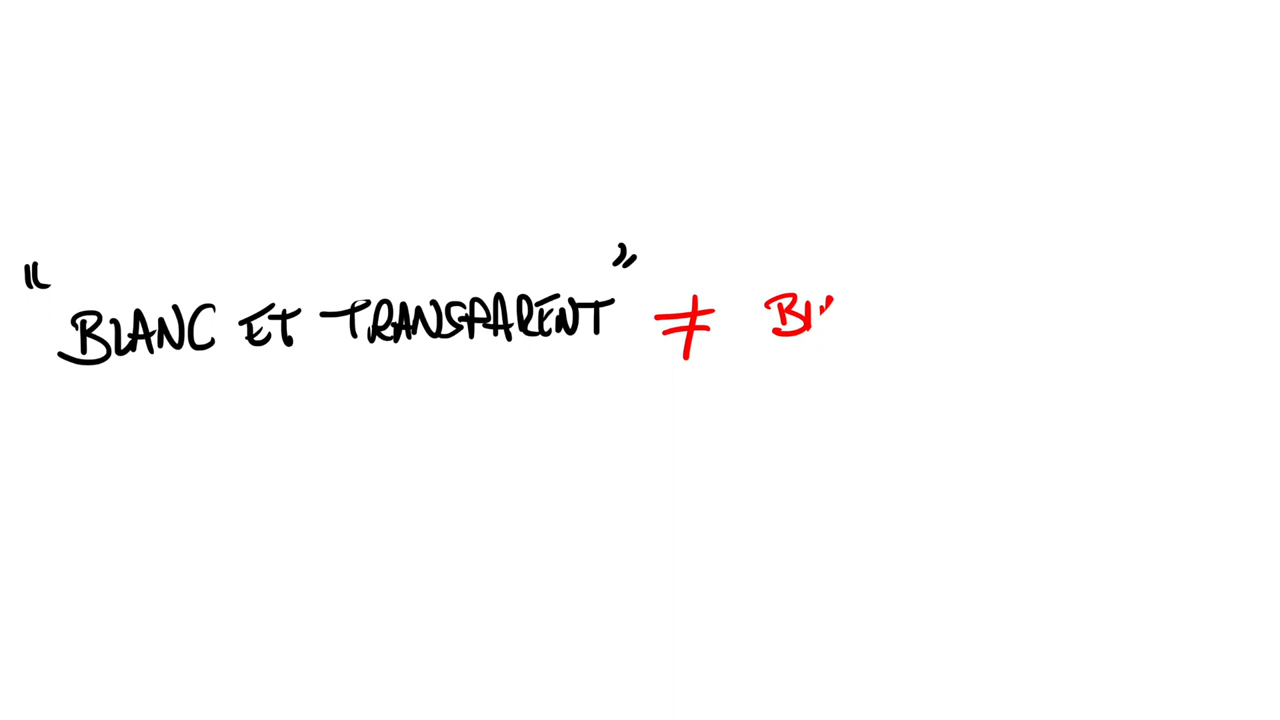 "BLANC ET TRANSPARENT" ≠